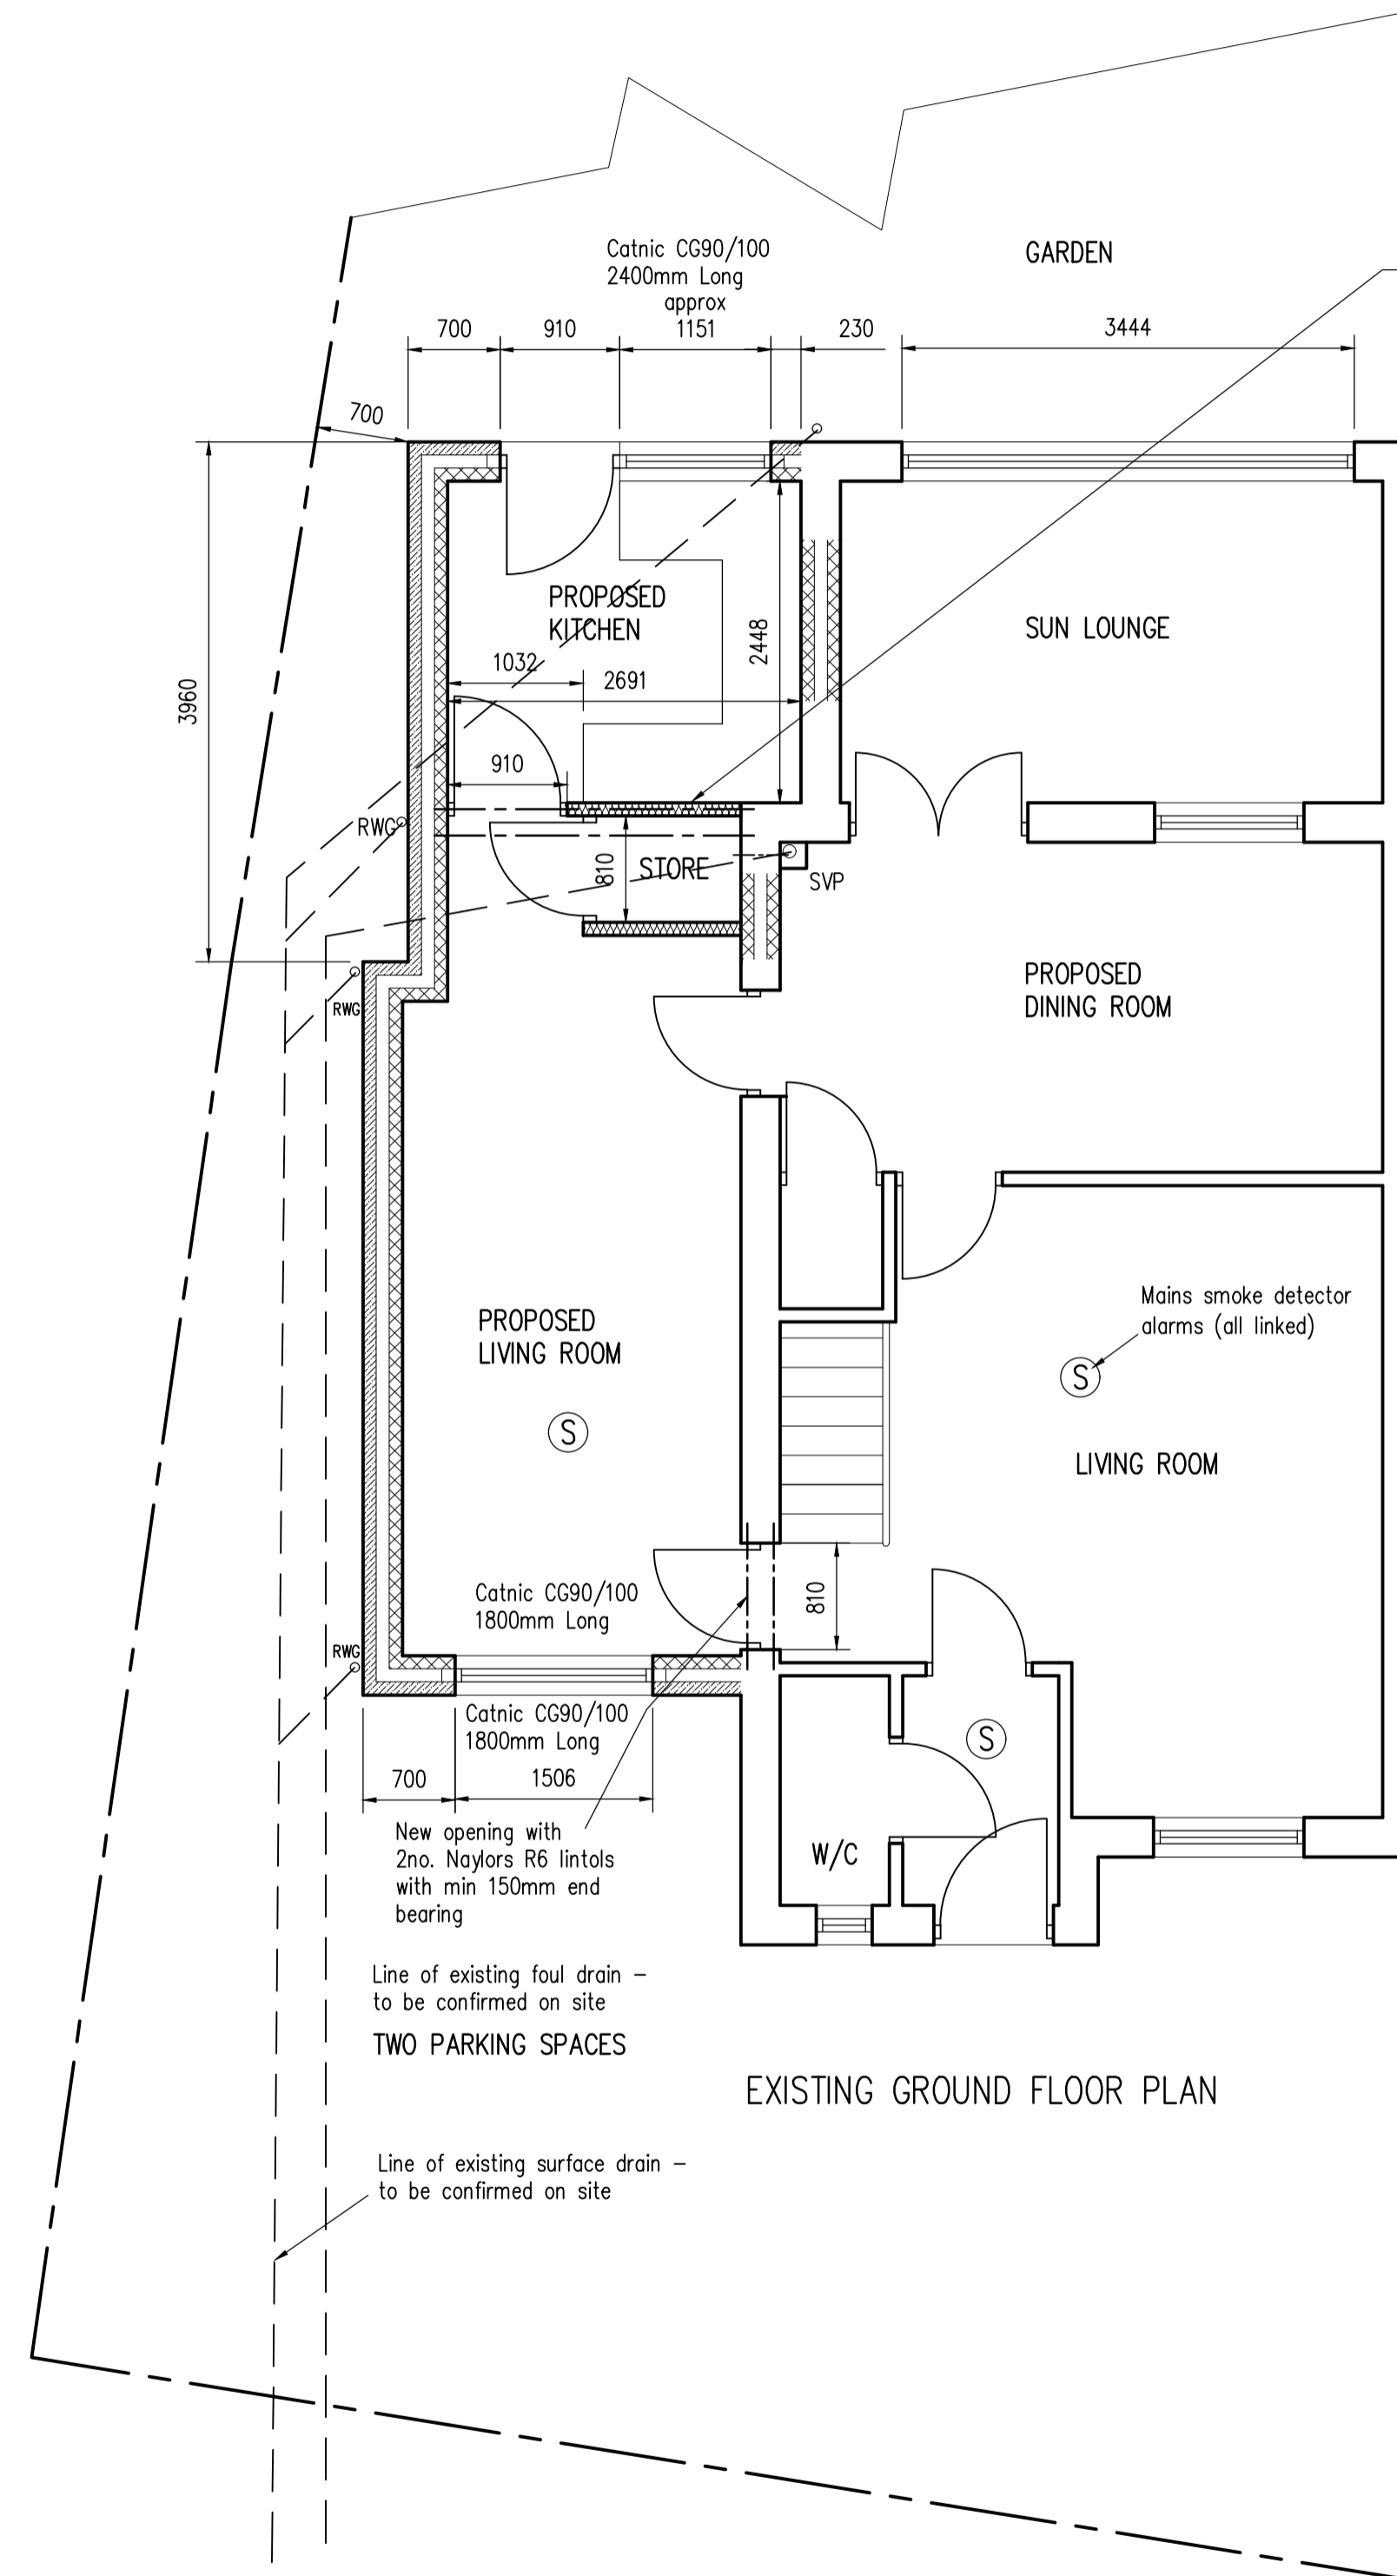 Catnic CG90/100
2400mm Long
approx
GARDEN
700
910
1151
230
3444
700
3960
PROPOSED
KITCHEN
SUN LOUNGE
2448
1032
2691
910
RWG
810
STORE
SVP
RWG
PROPOSED
DINING ROOM
Mains smoke detector
alarms (all linked)
PROPOSED
LIVING ROOM
S
S
LIVING ROOM
Catnic CG90/100
1800mm Long
810
RWG
Catnic CG90/100
1800mm Long
S
700
1506
New opening with
2no. Naylors R6 lintols
with min 150mm end
bearing
W/C
Line of existing foul drain –
to be confirmed on site
TWO PARKING SPACES
EXISTING GROUND FLOOR PLAN
Line of existing surface drain –
to be confirmed on site